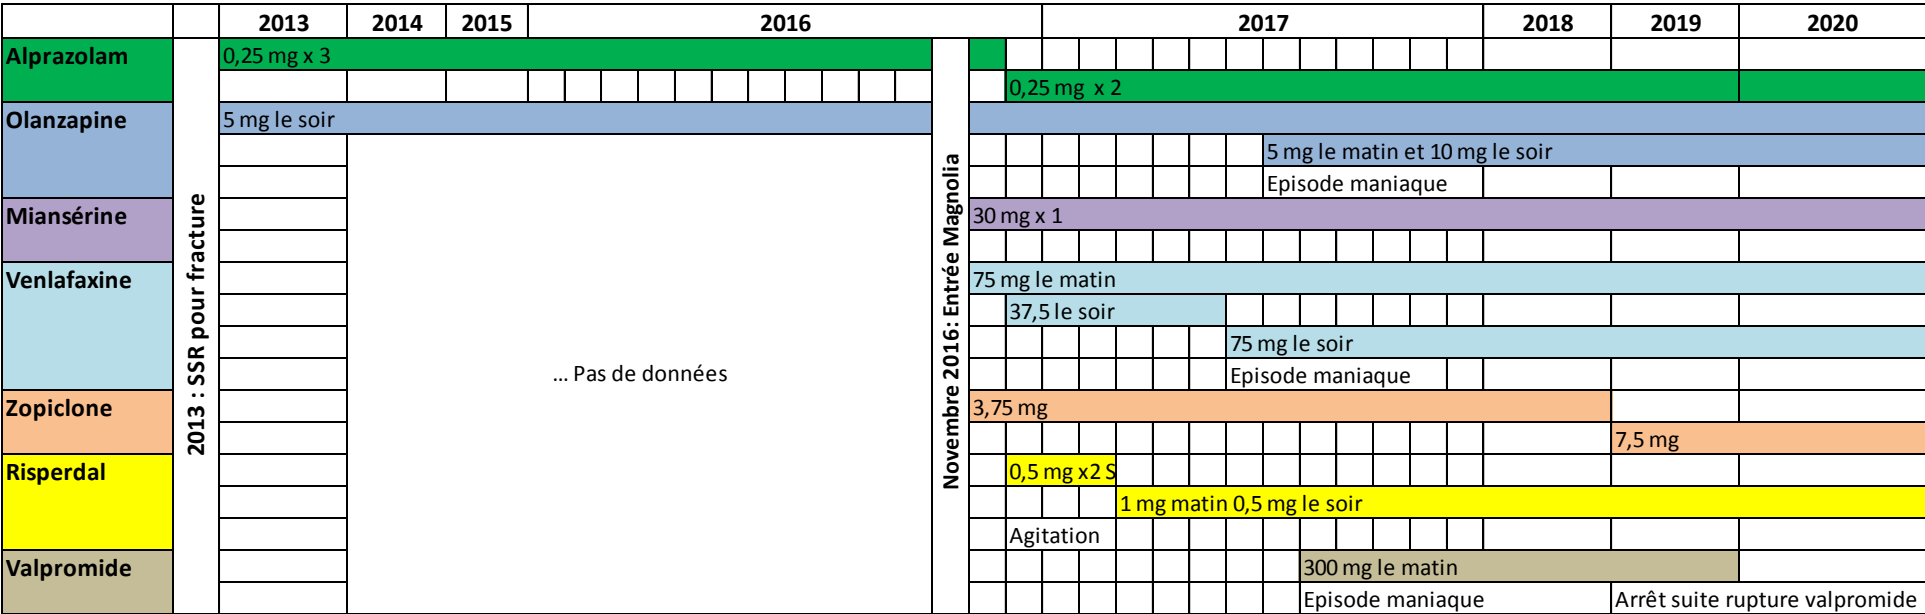 2013 2014 2015 2016 2017 2018 2019 2020
Alprazolam
0,25 mg x 3
0,25 mg x 2
Olanzapine
5 mg le soir
5 mg le matin et 10 mg le soir
Episode maniaque
Miansérine
30 mg x 1
Venlafaxine
75 mg le matin
37,5 le soir
75 mg le soir
Episode maniaque
Zopiclone
3,75 mg
7,5 mg
Risperdal
0,5 mg x2 S
1 mg matin 0,5 mg le soir
Agitation
Valpromide
300 mg le matin
Episode maniaque
Arrêt suite rupture valpromide
2013 : SSR pour fracture
... Pas de données
Novembre 2016: Entrée Magnolia